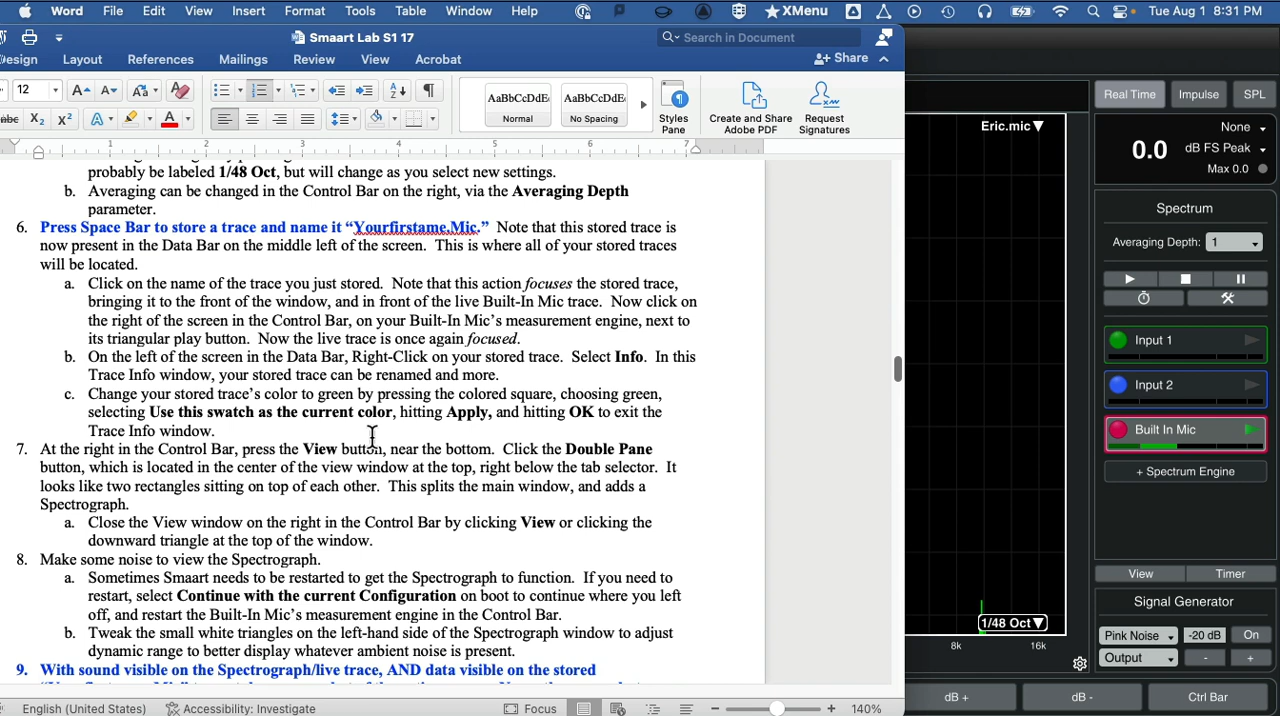 Word File Edit View Insert Format Tools Table Window Help XMenu Tue Aug 1 8:31 PM
Smaart Lab S1 17 Search in Document
esign Layout References Mailings Review View Acrobat Share
12 AaBbCcDdEe AaBbCcDdEe
Normal No Spacing Styles Pane Create and Share Adobe PDF Request Signatures
1 2 3 4 5 6 7
probably be labeled 1/48 Oct, but will change as you select new settings.
b. Averaging can be changed in the Control Bar on the right, via the Averaging Depth
parameter.
6. Press Space Bar to store a trace and name it “Yourfirstame.Mic.” Note that this stored trace is
now present in the Data Bar on the middle left of the screen. This is where all of your stored traces
will be located.
a. Click on the name of the trace you just stored. Note that this action focuses the stored trace,
bringing it to the front of the window, and in front of the live Built-In Mic trace. Now click on
the right of the screen in the Control Bar, on your Built-In Mic’s measurement engine, next to
its triangular play button. Now the live trace is once again focused.
b. On the left of the screen in the Data Bar, Right-Click on your stored trace. Select Info. In this
Trace Info window, your stored trace can be renamed and more.
c. Change your stored trace’s color to green by pressing the colored square, choosing green,
selecting Use this swatch as the current color, hitting Apply, and hitting OK to exit the
Trace Info window.
7. At the right in the Control Bar, press the View button, near the bottom. Click the Double Pane
button, which is located in the center of the view window at the top, right below the tab selector. It
looks like two rectangles sitting on top of each other. This splits the main window, and adds a
Spectrograph.
a. Close the View window on the right in the Control Bar by clicking View or clicking the
downward triangle at the top of the window.
8. Make some noise to view the Spectrograph.
a. Sometimes Smaart needs to be restarted to get the Spectrograph to function. If you need to
restart, select Continue with the current Configuration on boot to continue where you left
off, and restart the Built-In Mic’s measurement engine in the Control Bar.
b. Tweak the small white triangles on the left-hand side of the Spectrograph window to adjust
dynamic range to better display whatever ambient noise is present.
9. With sound visible on the Spectrograph/live trace, AND data visible on the stored
English (United States) Accessibility: Investigate Focus 140%
Eric.mic
1/48 Oct
8k 16k
dB + dB - Ctrl Bar
Real Time Impulse SPL
None
0.0 dB FS Peak
Max 0.0
Spectrum
Averaging Depth: 1
Input 1
Input 2
Built In Mic
+ Spectrum Engine
View Timer
Signal Generator
Pink Noise -20 dB On
Output - +